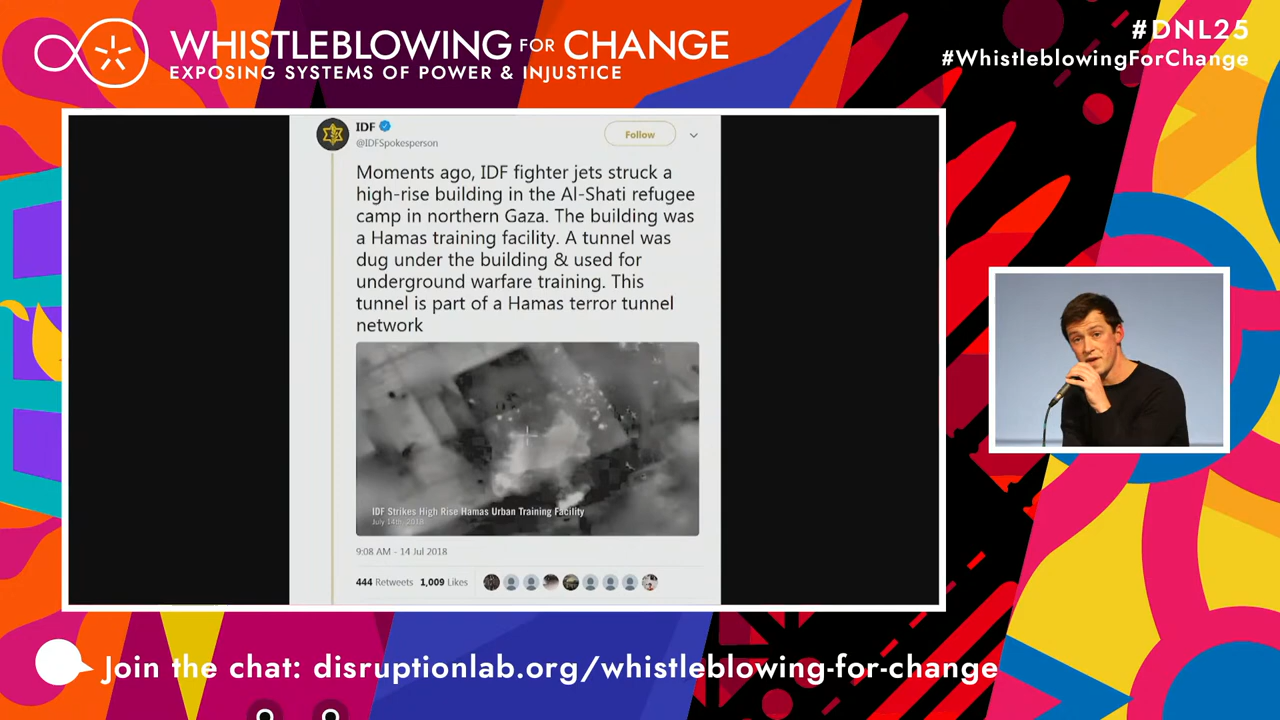 WHISTLEBLOWING FOR CHANGE
EXPOSING SYSTEMS OF POWER & INJUSTICE
#DNL25
#WhistleblowingForChange
IDF
@IDFSpokesperson
Follow
Moments ago, IDF fighter jets struck a
high-rise building in the Al-Shati refugee
camp in northern Gaza. The building was
a Hamas training facility. A tunnel was
dug under the building & used for
underground warfare training. This
tunnel is part of a Hamas terror tunnel
network
IDF Strikes High Rise Hamas Urban Training Facility
July 14th, 2018
9:08 AM - 14 Jul 2018
444 Retweets 1,009 Likes
Join the chat: disruptionlab.org/whistleblowing-for-change